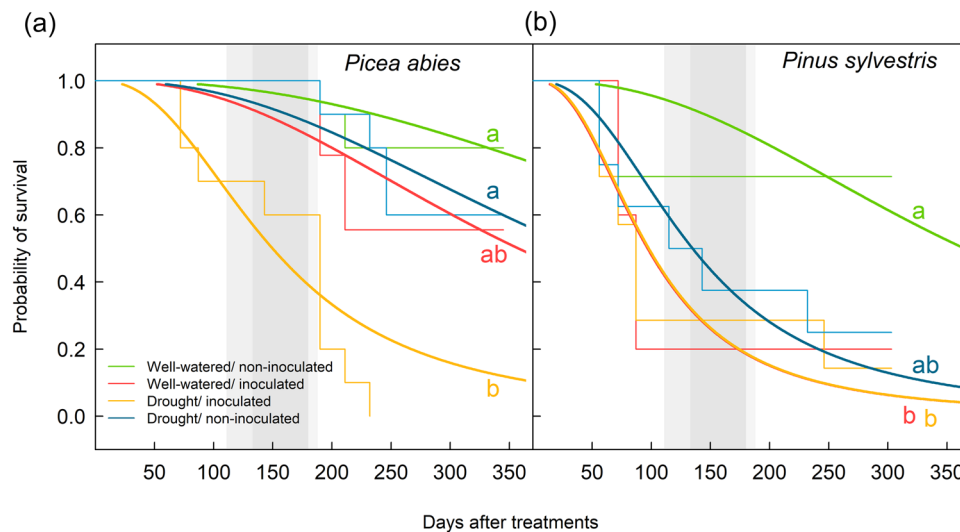 (a)
(b)
Picea abies
Pinus sylvestris
Probability of survival
1.0
0.8
0.6
0.4
0.2
0.0
a
a
ab
b
Well-watered/ non-inoculated
Well-watered/ inoculated
Drought/ inoculated
Drought/ non-inoculated
a
ab
b b
50 100 150 200 250 300 350
50 100 150 200 250 300 350
Days after treatments